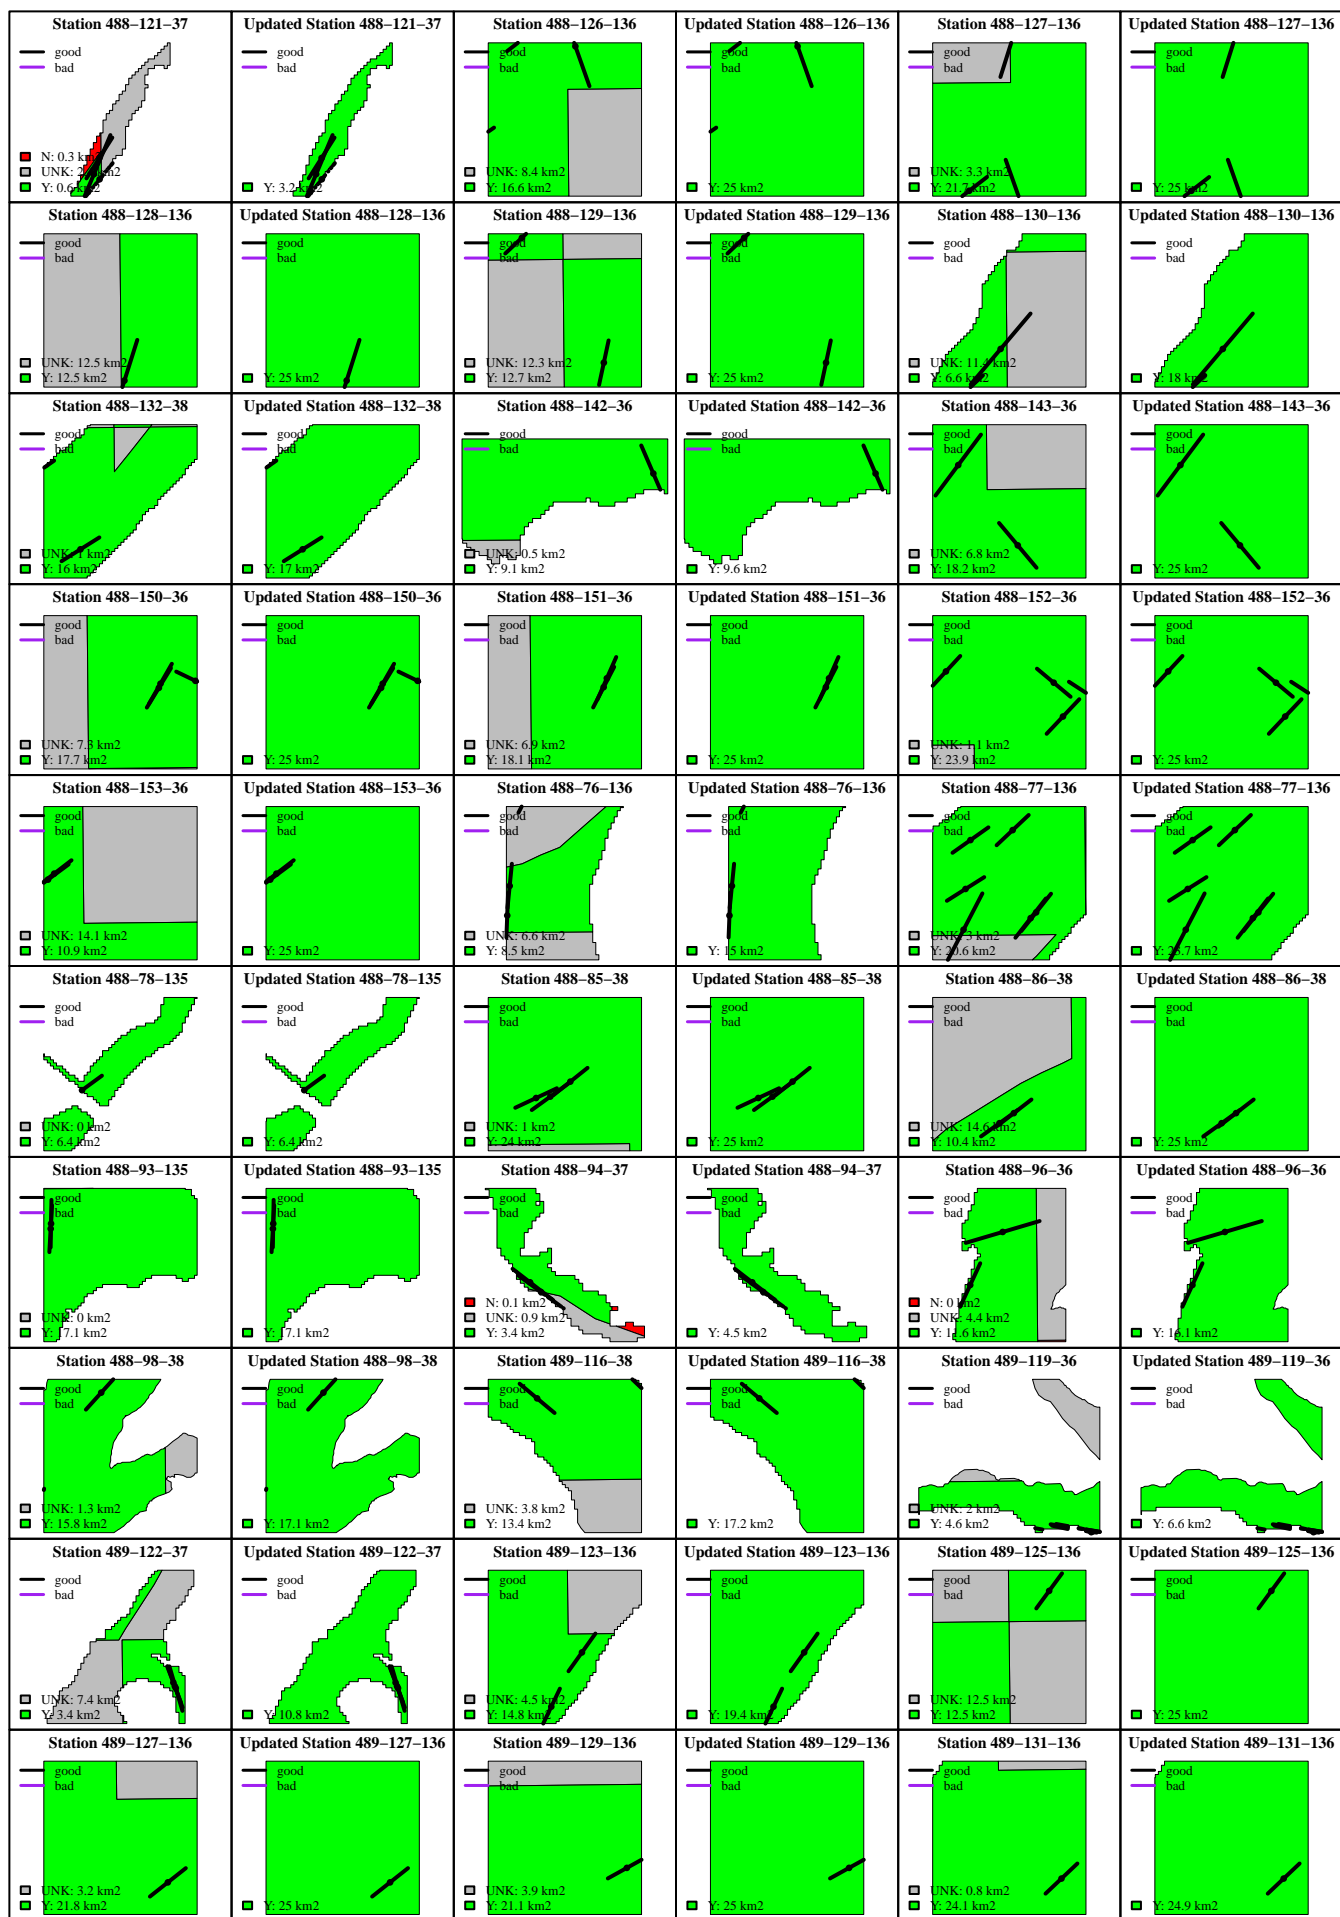 Station 488−121−37
good
bad
N: 0.3 km2
UNK: 2 km2
Y: 0.6 km2
Updated Station 488−121−37
good
bad
Y: 3.2 km2
Station 488−126−136
good
bad
UNK: 8.4 km2
Y: 16.6 km2
Updated Station 488−126−136
good
bad
Y: 25 km2
Station 488−127−136
good
bad
UNK: 3.3 km2
Y: 21.7 km2
Updated Station 488−127−136
good
bad
Y: 25 km2
Station 488−128−136
good
bad
UNK: 12.5 km2
Y: 12.5 km2
Updated Station 488−128−136
good
bad
Y: 25 km2
Station 488−129−136
good
bad
UNK: 12.3 km2
Y: 12.7 km2
Updated Station 488−129−136
good
bad
Y: 25 km2
Station 488−130−136
good
bad
UNK: 11.4 km2
Y: 6.6 km2
Updated Station 488−130−136
good
bad
Y: 18 km2
Station 488−132−38
good
bad
UNK: 1 km2
Y: 16 km2
Updated Station 488−132−38
good
bad
Y: 17 km2
Station 488−142−36
good
bad
UNK: 0.5 km2
Y: 9.1 km2
Updated Station 488−142−36
good
bad
Y: 9.6 km2
Station 488−143−36
good
bad
UNK: 6.8 km2
Y: 18.2 km2
Updated Station 488−143−36
good
bad
Y: 25 km2
Station 488−150−36
good
bad
UNK: 7.3 km2
Y: 17.7 km2
Updated Station 488−150−36
good
bad
Y: 25 km2
Station 488−151−36
good
bad
UNK: 6.9 km2
Y: 18.1 km2
Updated Station 488−151−36
good
bad
Y: 25 km2
Station 488−152−36
good
bad
UNK: 1.1 km2
Y: 23.9 km2
Updated Station 488−152−36
good
bad
Y: 25 km2
Station 488−153−36
good
bad
UNK: 14.1 km2
Y: 10.9 km2
Updated Station 488−153−36
good
bad
Y: 25 km2
Station 488−76−136
good
bad
UNK: 6.6 km2
Y: 8.5 km2
Updated Station 488−76−136
good
bad
Y: 15 km2
Station 488−77−136
good
bad
UNK: 3 km2
Y: 20.6 km2
Updated Station 488−77−136
good
bad
Y: 23.7 km2
Station 488−78−135
good
bad
UNK: 0 km2
Y: 6.4 km2
Updated Station 488−78−135
good
bad
Y: 6.4 km2
Station 488−85−38
good
bad
UNK: 1 km2
Y: 24 km2
Updated Station 488−85−38
good
bad
Y: 25 km2
Station 488−86−38
good
bad
UNK: 14.6 km2
Y: 10.4 km2
Updated Station 488−86−38
good
bad
Y: 25 km2
Station 488−93−135
good
bad
UNK: 0 km2
Y: 17.1 km2
Updated Station 488−93−135
good
bad
Y: 17.1 km2
Station 488−94−37
good
bad
N: 0.1 km2
UNK: 0.9 km2
Y: 3.4 km2
Updated Station 488−94−37
good
bad
Y: 4.5 km2
Station 488−96−36
good
bad
N: 0 km2
UNK: 4.4 km2
Y: 11.6 km2
Updated Station 488−96−36
good
bad
Y: 16.1 km2
Station 488−98−38
good
bad
UNK: 1.3 km2
Y: 15.8 km2
Updated Station 488−98−38
good
bad
Y: 17.1 km2
Station 489−116−38
good
bad
UNK: 3.8 km2
Y: 13.4 km2
Updated Station 489−116−38
good
bad
Y: 17.2 km2
Station 489−119−36
good
bad
UNK: 2 km2
Y: 4.6 km2
Updated Station 489−119−36
good
bad
Y: 6.6 km2
Station 489−122−37
good
bad
UNK: 7.4 km2
Y: 3.4 km2
Updated Station 489−122−37
good
bad
Y: 10.8 km2
Station 489−123−136
good
bad
UNK: 4.5 km2
Y: 14.8 km2
Updated Station 489−123−136
good
bad
Y: 19.4 km2
Station 489−125−136
good
bad
UNK: 12.5 km2
Y: 12.5 km2
Updated Station 489−125−136
good
bad
Y: 25 km2
Station 489−127−136
good
bad
UNK: 3.2 km2
Y: 21.8 km2
Updated Station 489−127−136
good
bad
Y: 25 km2
Station 489−129−136
good
bad
UNK: 3.9 km2
Y: 21.1 km2
Updated Station 489−129−136
good
bad
Y: 25 km2
Station 489−131−136
good
bad
UNK: 0.8 km2
Y: 24.1 km2
Updated Station 489−131−136
good
bad
Y: 24.9 km2